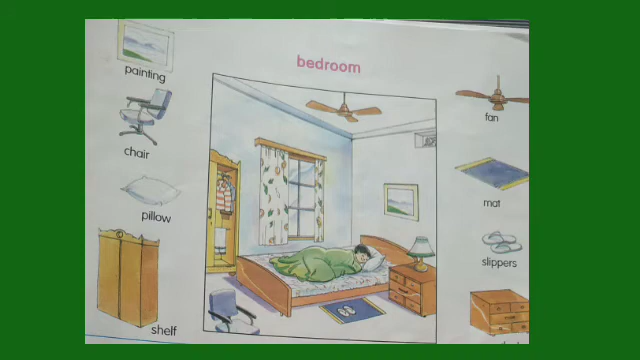 bedroom
painting
chair
pillow
shelf
fan
mat
slippers